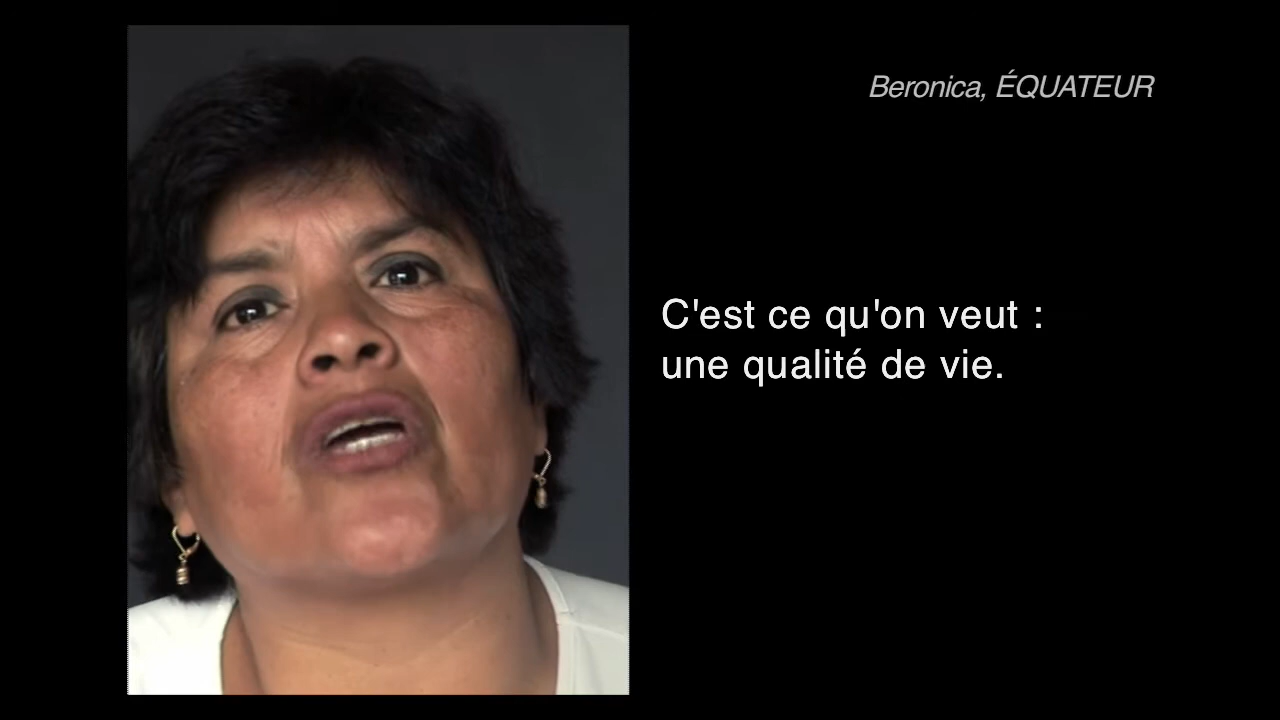 Beronica, ÉQUATEUR
C'est ce qu'on veut :
une qualité de vie.